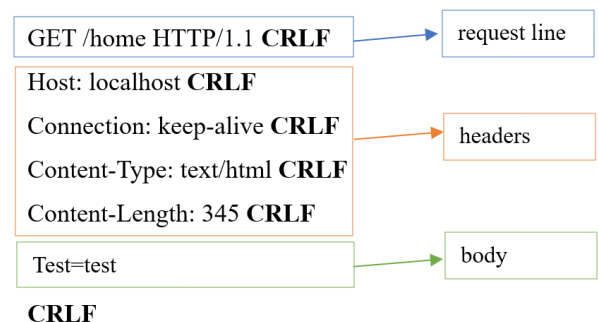 GET /home HTTP/1.1 CRLF
request line
Host: localhost CRLF
Connection: keep-alive CRLF
headers
Content-Type: text/html CRLF
Content-Length: 345 CRLF
Test=test
body
CRLF